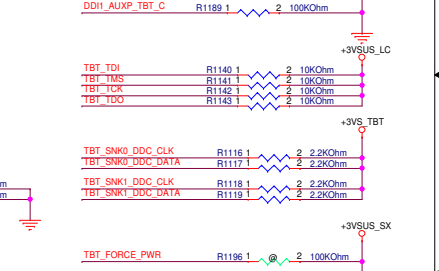 DDI1_AUXP_TBT_C R1189 1 2 100KOhm
+3VSUS_LC
TBT_TDI R1140 1 2 10KOhm
TBT_TMS R1141 1 2 10KOhm
TBT_TCK R1142 1 2 10KOhm
TBT_TDO R1143 1 2 10KOhm
+3VS_TBT
TBT_SNK0_DDC_CLK R1116 1 2 2.2KOhm
TBT_SNK0_DDC_DATA R1117 1 2 2.2KOhm
TBT_SNK1_DDC_CLK R1118 1 2 2.2KOhm
TBT_SNK1_DDC_DATA R1119 1 2 2.2KOhm
+3VSUS_SX
TBT_FORCE_PWR R1196 1 @ 2 100KOhm